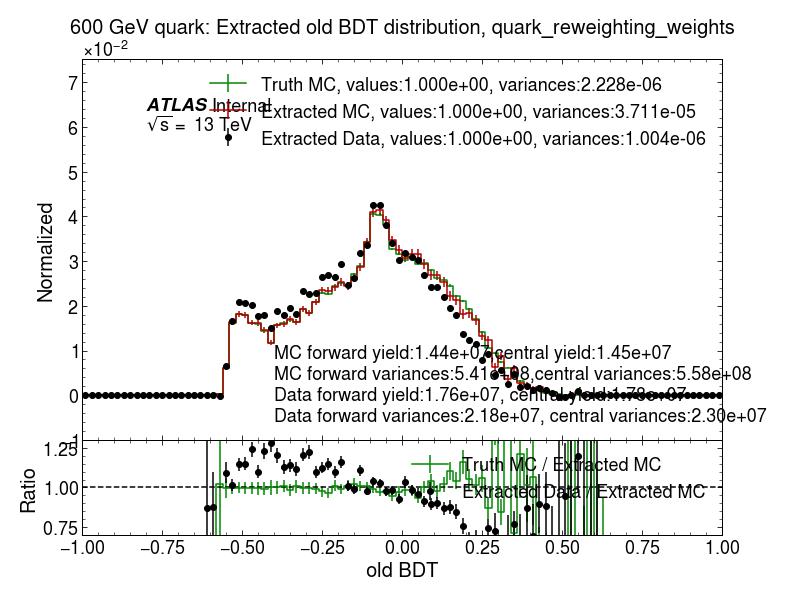 600 GeV quark: Extracted old BDT distribution, quark_reweighting_weights
×10−2
Truth MC, values:1.000e+00, variances:2.228e-06
ATLAS Internal
Extracted MC, values:1.000e+00, variances:3.711e-05
√s = 13 TeV
Extracted Data, values:1.000e+00, variances:1.004e-06
7
6
5
4
3
2
1
0
Normalized
MC forward yield:1.44e+07, central yield:1.45e+07
MC forward variances:5.41e+08, central variances:5.58e+08
Data forward yield:1.76e+07, central yield:1.78e+07
Data forward variances:2.18e+07, central variances:2.30e+07
1.25
1.00
0.75
Ratio
Truth MC / Extracted MC
Extracted Data / Extracted MC
−1.00 −0.75 −0.50 −0.25 0.00 0.25 0.50 0.75 1.00
old BDT